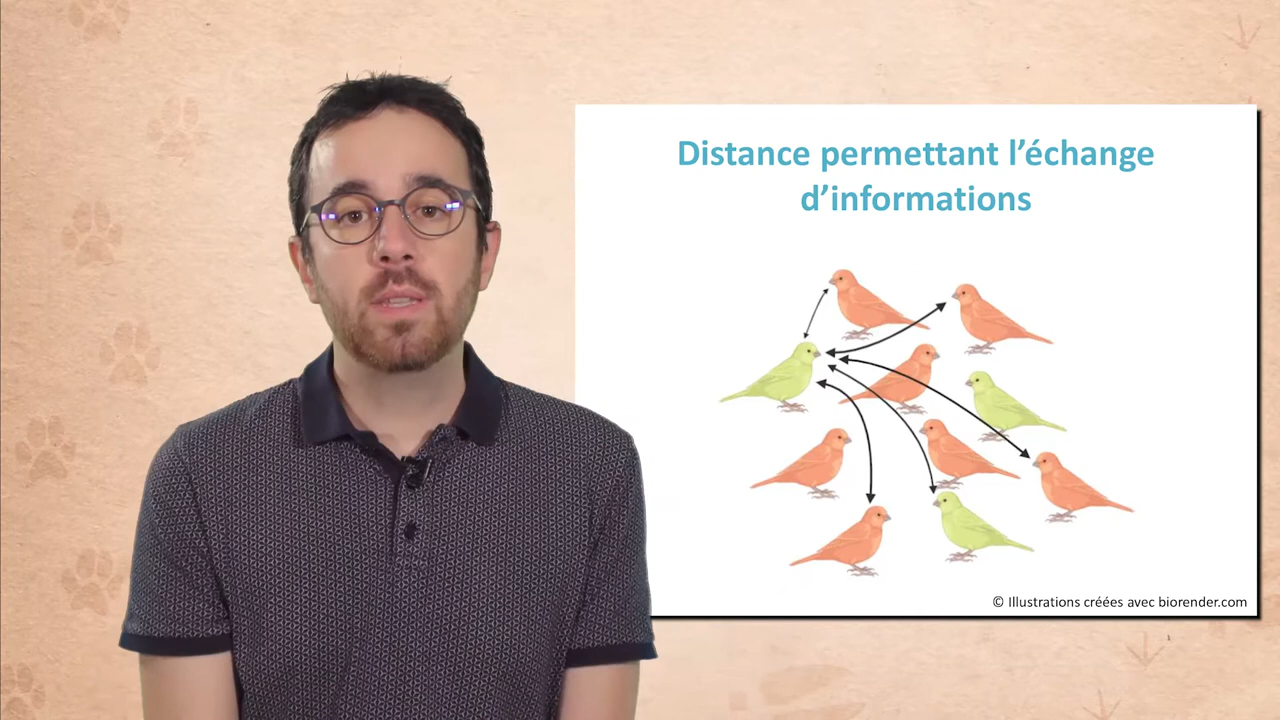 Distance permettant l’échange
d’informations
© Illustrations créées avec biorender.com